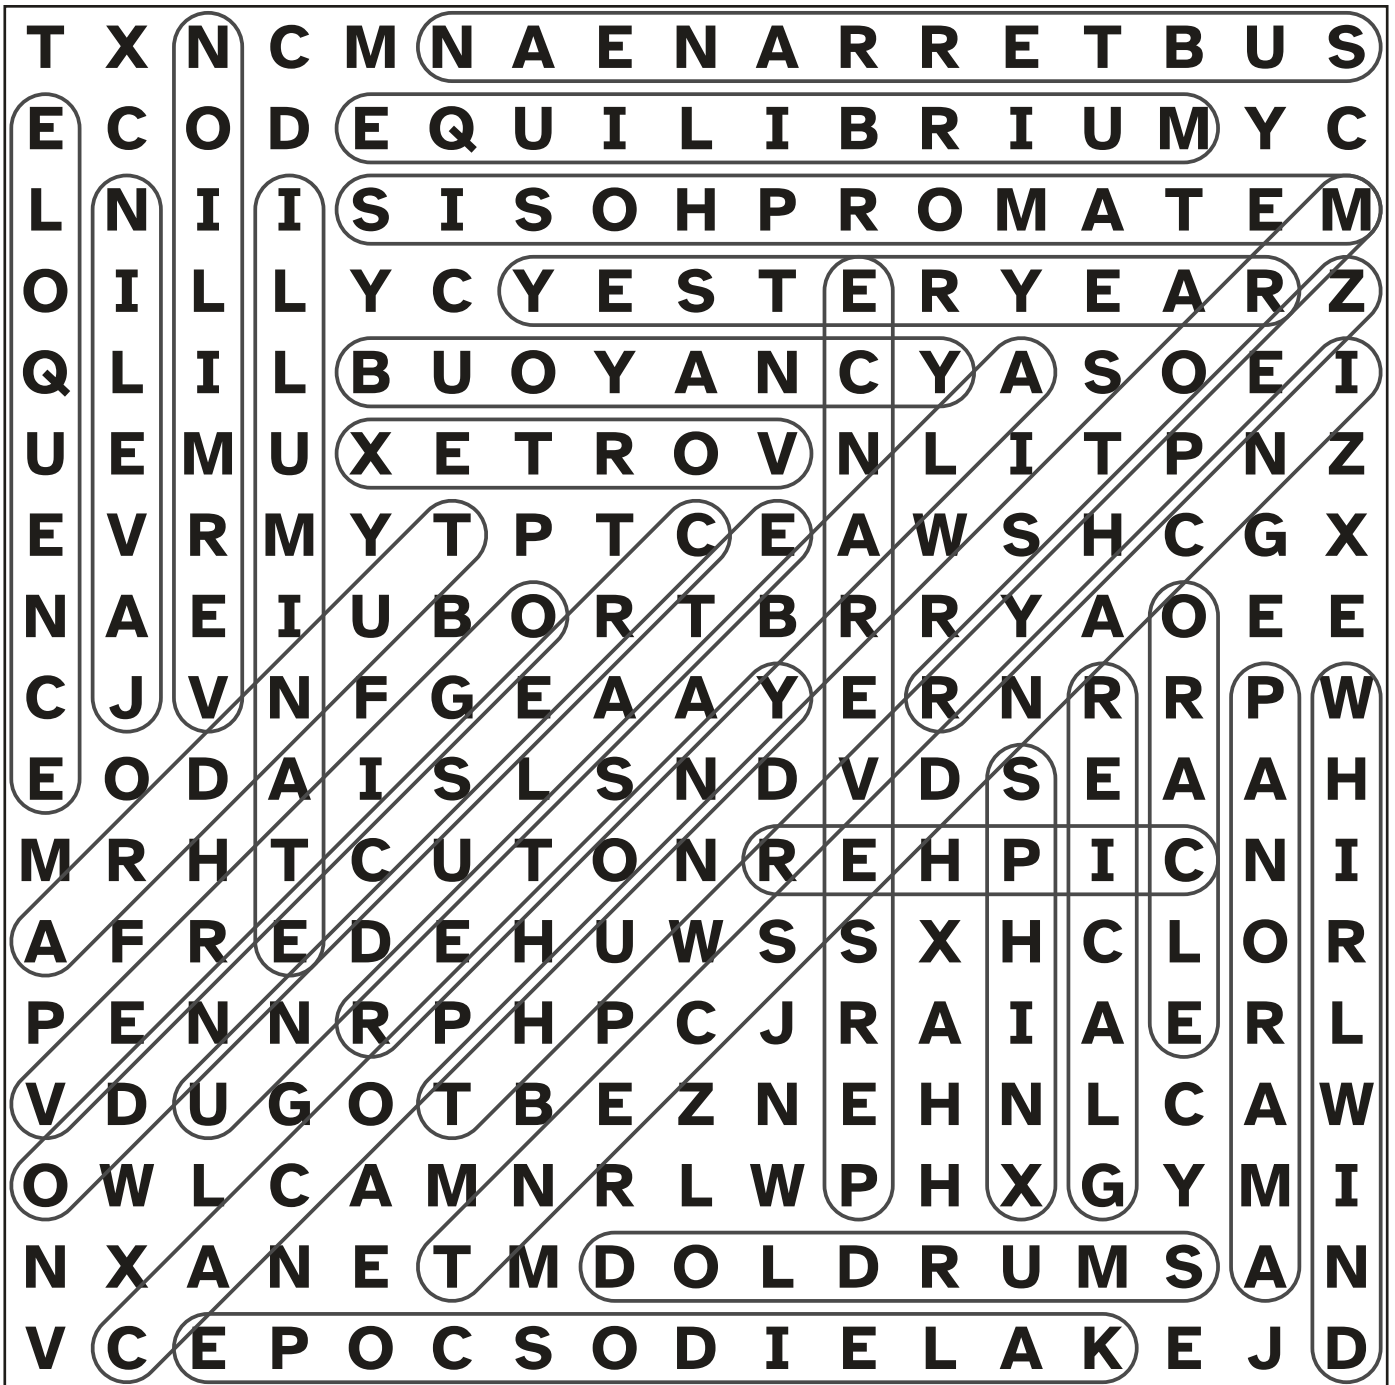 T X N C M N A E N A R R E T B U S
E C O D E Q U I L I B R I U M Y C
L N I I S I S O H P R O M A T E M
O I L L Y C Y E S T E R Y E A R Z
Q L I L B U O Y A N C Y A S O E I
U E M U X E T R O V N L I T P N Z
E V R M Y T P T C E A W S H C G X
N A E I U B O R T B R R Y A O E E
C J V N F G E A A Y E R N R R P W
E O D A I S L S N D V D S E A A H
M R H T C U T O N R E H P I C N I
A F R E D E H U W S S X H C L O R
P E N N R P H P C J R A I A E R L
V D U G O T B E Z N E H N L C A W
O W L C A M N R L W P H X G Y M I
N X A N E T M D O L D R U M S A N
V C E P O C S O D I E L A K E J D